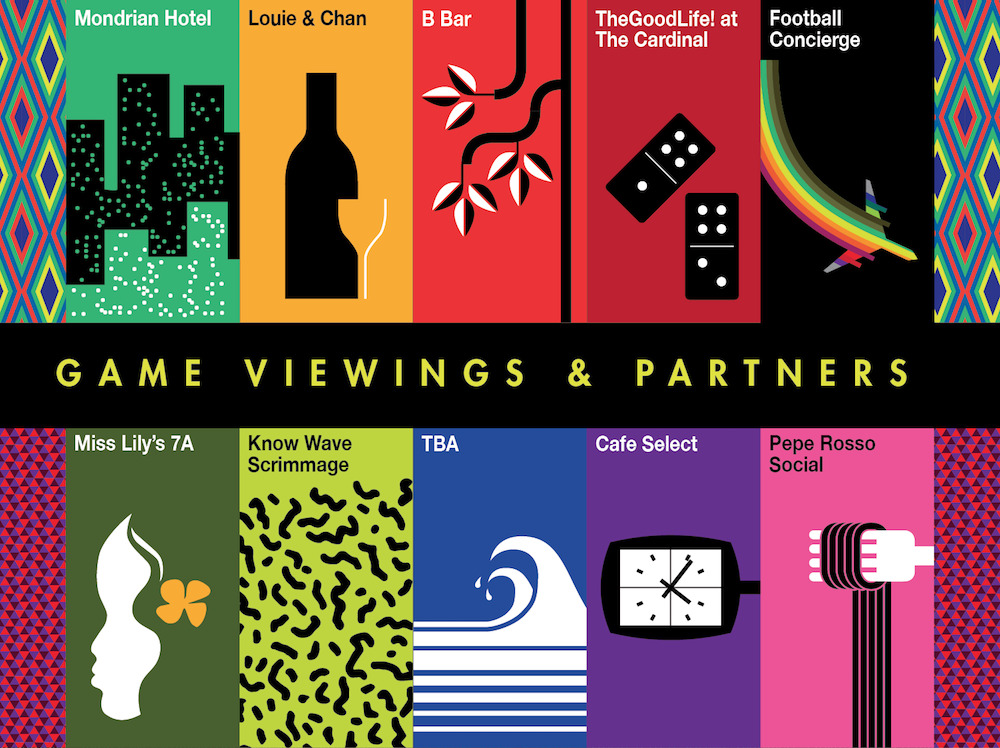 Mondrian Hotel
Louie & Chan
B Bar
TheGoodLife! at
The Cardinal
Football
Concierge
GAME VIEWINGS & PARTNERS
Miss Lily's 7A
Know Wave
Scrimmage
TBA
Cafe Select
Pepe Rosso
Social